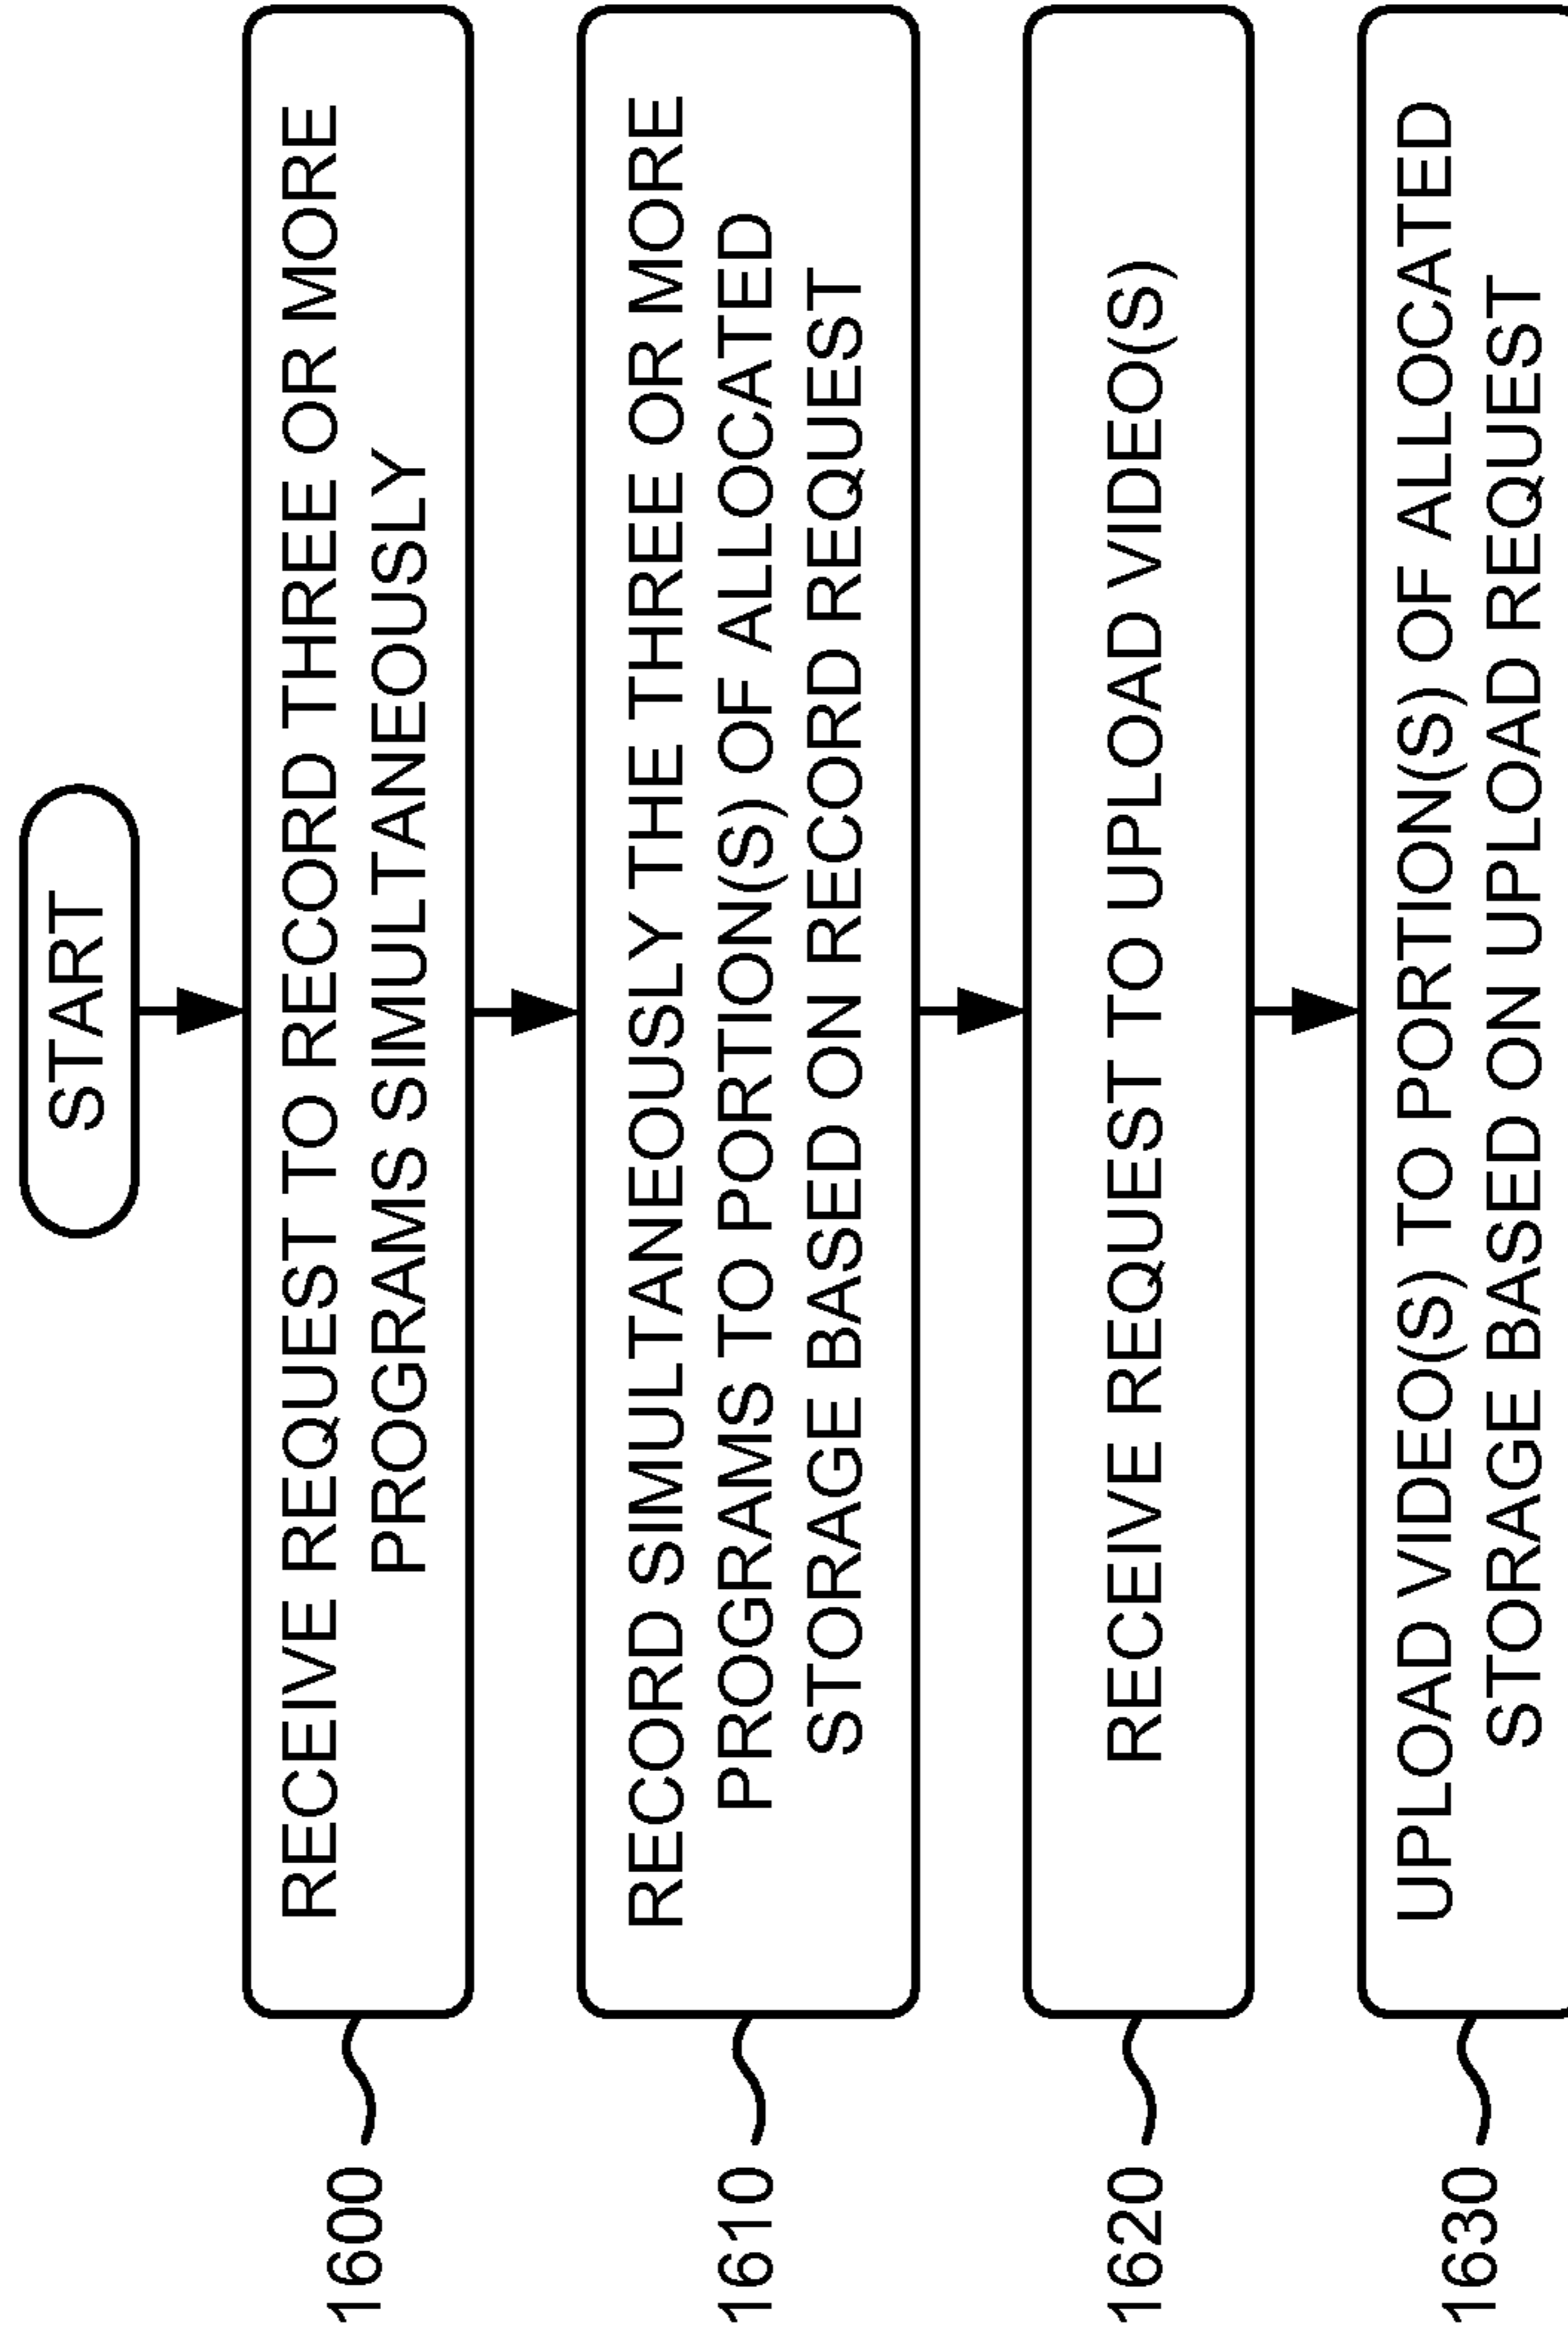 START
1600
RECEIVE REQUEST TO RECORD THREE OR MORE
PROGRAMS SIMULTANEOUSLY
1610
RECORD SIMULTANEOUSLY THE THREE OR MORE
PROGRAMS TO PORTION(S) OF ALLOCATED
STORAGE BASED ON RECORD REQUEST
1620
RECEIVE REQUEST TO UPLOAD VIDEO(S)
1630
UPLOAD VIDEO(S) TO PORTION(S) OF ALLOCATED
STORAGE BASED ON UPLOAD REQUEST